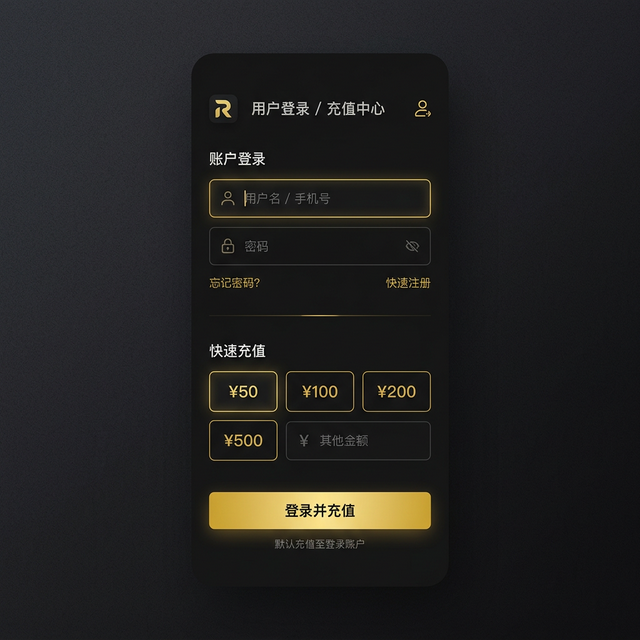 R 用户登录 / 充值中心
账户登录
用户名 / 手机号
密码
忘记密码? 快速注册
快速充值
¥50 ¥100 ¥200
¥500 ¥ 其他金额
登录并充值
默认充值至登录账户